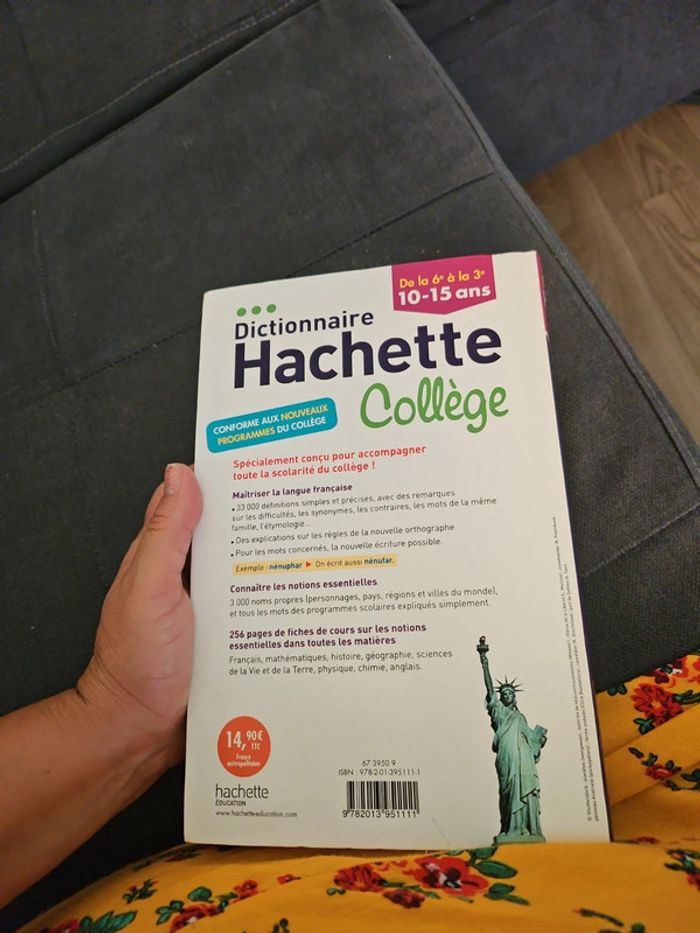 De la 6e à la 3e
10-15 ans
Dictionnaire
Hachette
Collège
CONFORME AUX NOUVEAUX
PROGRAMMES DU COLLÈGE
Spécialement conçu pour accompagner
toute la scolarité du collège !
Maîtriser la langue française
• 33 000 définitions simples et précises, avec des remarques
sur les difficultés, les synonymes, les contraires, les mots de la même
famille, l'étymologie...
• Des explications sur les règles de la nouvelle orthographe.
• Pour les mots concernés, la nouvelle écriture possible.
Exemple : nénuphar ▶ On écrit aussi nénufar.
Connaître les notions essentielles
3 000 noms propres (personnages, pays, régions et villes du monde),
et tous les mots des programmes scolaires expliqués simplement.
256 pages de fiches de cours sur les notions
essentielles dans toutes les matières
Français, mathématiques, histoire, géographie, sciences
de la Vie et de la Terre, physique, chimie, anglais.
14,90€
TTC
France
métropolitaine
hachette
ÉDUCATION
www.hachette-education.com
67 3950 9
ISBN : 978-2-01-395111-1
9 782013 951111
© Shutterstock